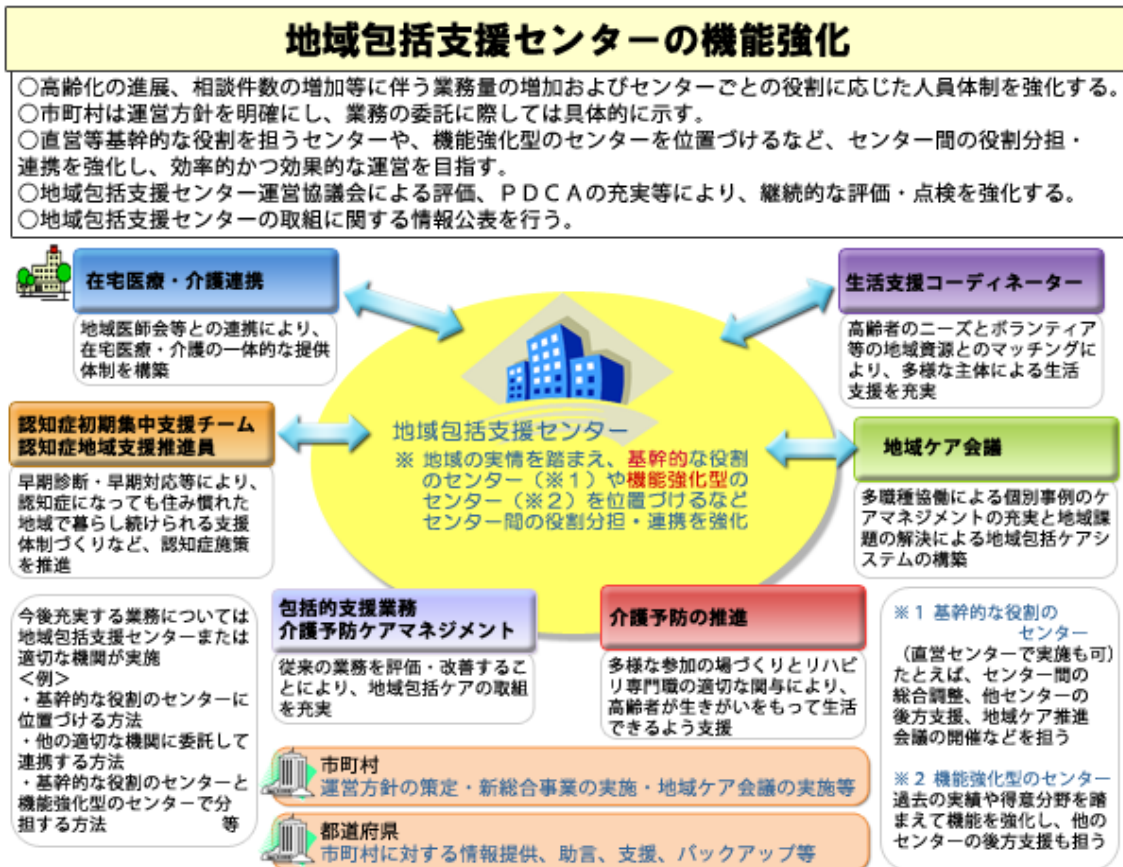 地域包括支援センターの機能強化
○高齢化の進展、相談件数の増加等に伴う業務量の増加およびセンターごとの役割に応じた人員体制を強化する。
○市町村は運営方針を明確にし、業務の委託に際しては具体的に示す。
○直営等基幹的な役割を担うセンターや、機能強化型のセンターを位置づけるなど、センター間の役割分担・
連携を強化し、効率的かつ効果的な運営を目指す。
○地域包括支援センター運営協議会による評価、ＰＤＣＡの充実等により、継続的な評価・点検を強化する。
○地域包括支援センターの取組に関する情報公表を行う。
在宅医療・介護連携
地域医師会等との連携により、
在宅医療・介護の一体的な提供
体制を構築
生活支援コーディネーター
高齢者のニーズとボランティア
等の地域資源とのマッチングに
より、多様な主体による生活
支援を充実
認知症初期集中支援チーム
認知症地域支援推進員
早期診断・早期対応等により、
認知症になっても住み慣れた
地域で暮らし続けられる支援
体制づくりなど、認知症施策
を推進
地域包括支援センター
※ 地域の実情を踏まえ、基幹的な役割
のセンター（※１）や機能強化型の
センター（※２）を位置づけるなど
センター間の役割分担・連携を強化
地域ケア会議
多職種協働による個別事例のケ
アマネジメントの充実と地域課
題の解決による地域包括ケアシ
ステムの構築
今後充実する業務については
地域包括支援センターまたは
適切な機関が実施
＜例＞
・基幹的な役割のセンターに
位置づける方法
・他の適切な機関に委託して
連携する方法
・基幹的な役割のセンターと
機能強化型のセンターで分
担する方法　　　　　等
包括的支援業務
介護予防ケアマネジメント
従来の業務を評価・改善するこ
とにより、地域包括ケアの取組
を充実
介護予防の推進
多様な参加の場づくりとリハビ
リ専門職の適切な関与により、
高齢者が生きがいをもって生活
できるよう支援
※１ 基幹的な役割の
センター
（直営センターで実施も可）
たとえば、センター間の
総合調整、他センターの
後方支援、地域ケア推進
会議の開催などを担う
※２ 機能強化型のセンター
過去の実績や得意分野を踏
まえて機能を強化し、他の
センターの後方支援も担う
市町村
運営方針の策定・新総合事業の実施・地域ケア会議の実施等
都道府県
市町村に対する情報提供、助言、支援、バックアップ等